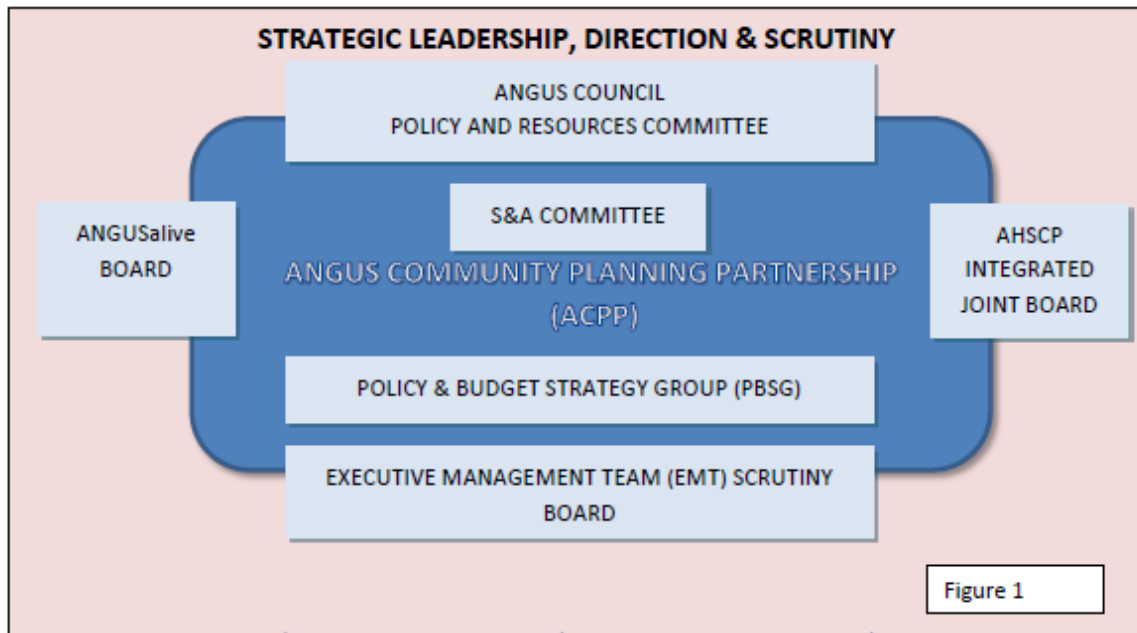 STRATEGIC LEADERSHIP, DIRECTION & SCRUTINY
ANGUS COUNCIL
POLICY AND RESOURCES COMMITTEE
S&A COMMITTEE
ANGUSalive
BOARD
ANGUS COMMUNITY PLANNING PARTNERSHIP
(ACPP)
AHSCP
INTEGRATED
JOINT BOARD
POLICY & BUDGET STRATEGY GROUP (PBSG)
EXECUTIVE MANAGEMENT TEAM (EMT) SCRUTINY
BOARD
Figure 1